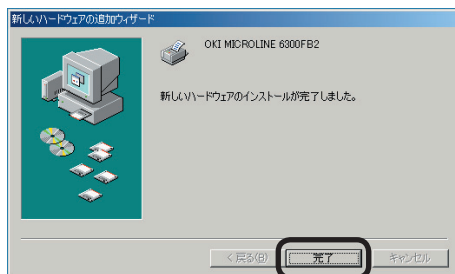 新しいハードウェアの追加ウィザード
OKI MICROLINE 6300FB2
新しいハードウェアのインストールが完了しました。
< 戻る(B)
完了
キャンセル